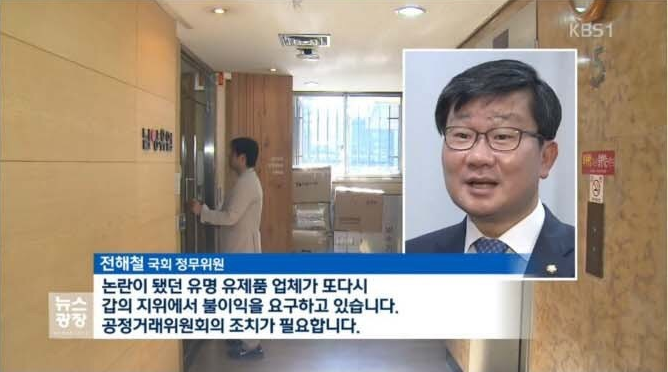 KBS1
전해철 국회 정무위원
논란이 됐던 유명 유제품 업체가 또다시
갑의 지위에서 불이익을 요구하고 있습니다.
공정거래위원회의 조치가 필요합니다.
뉴스
광장